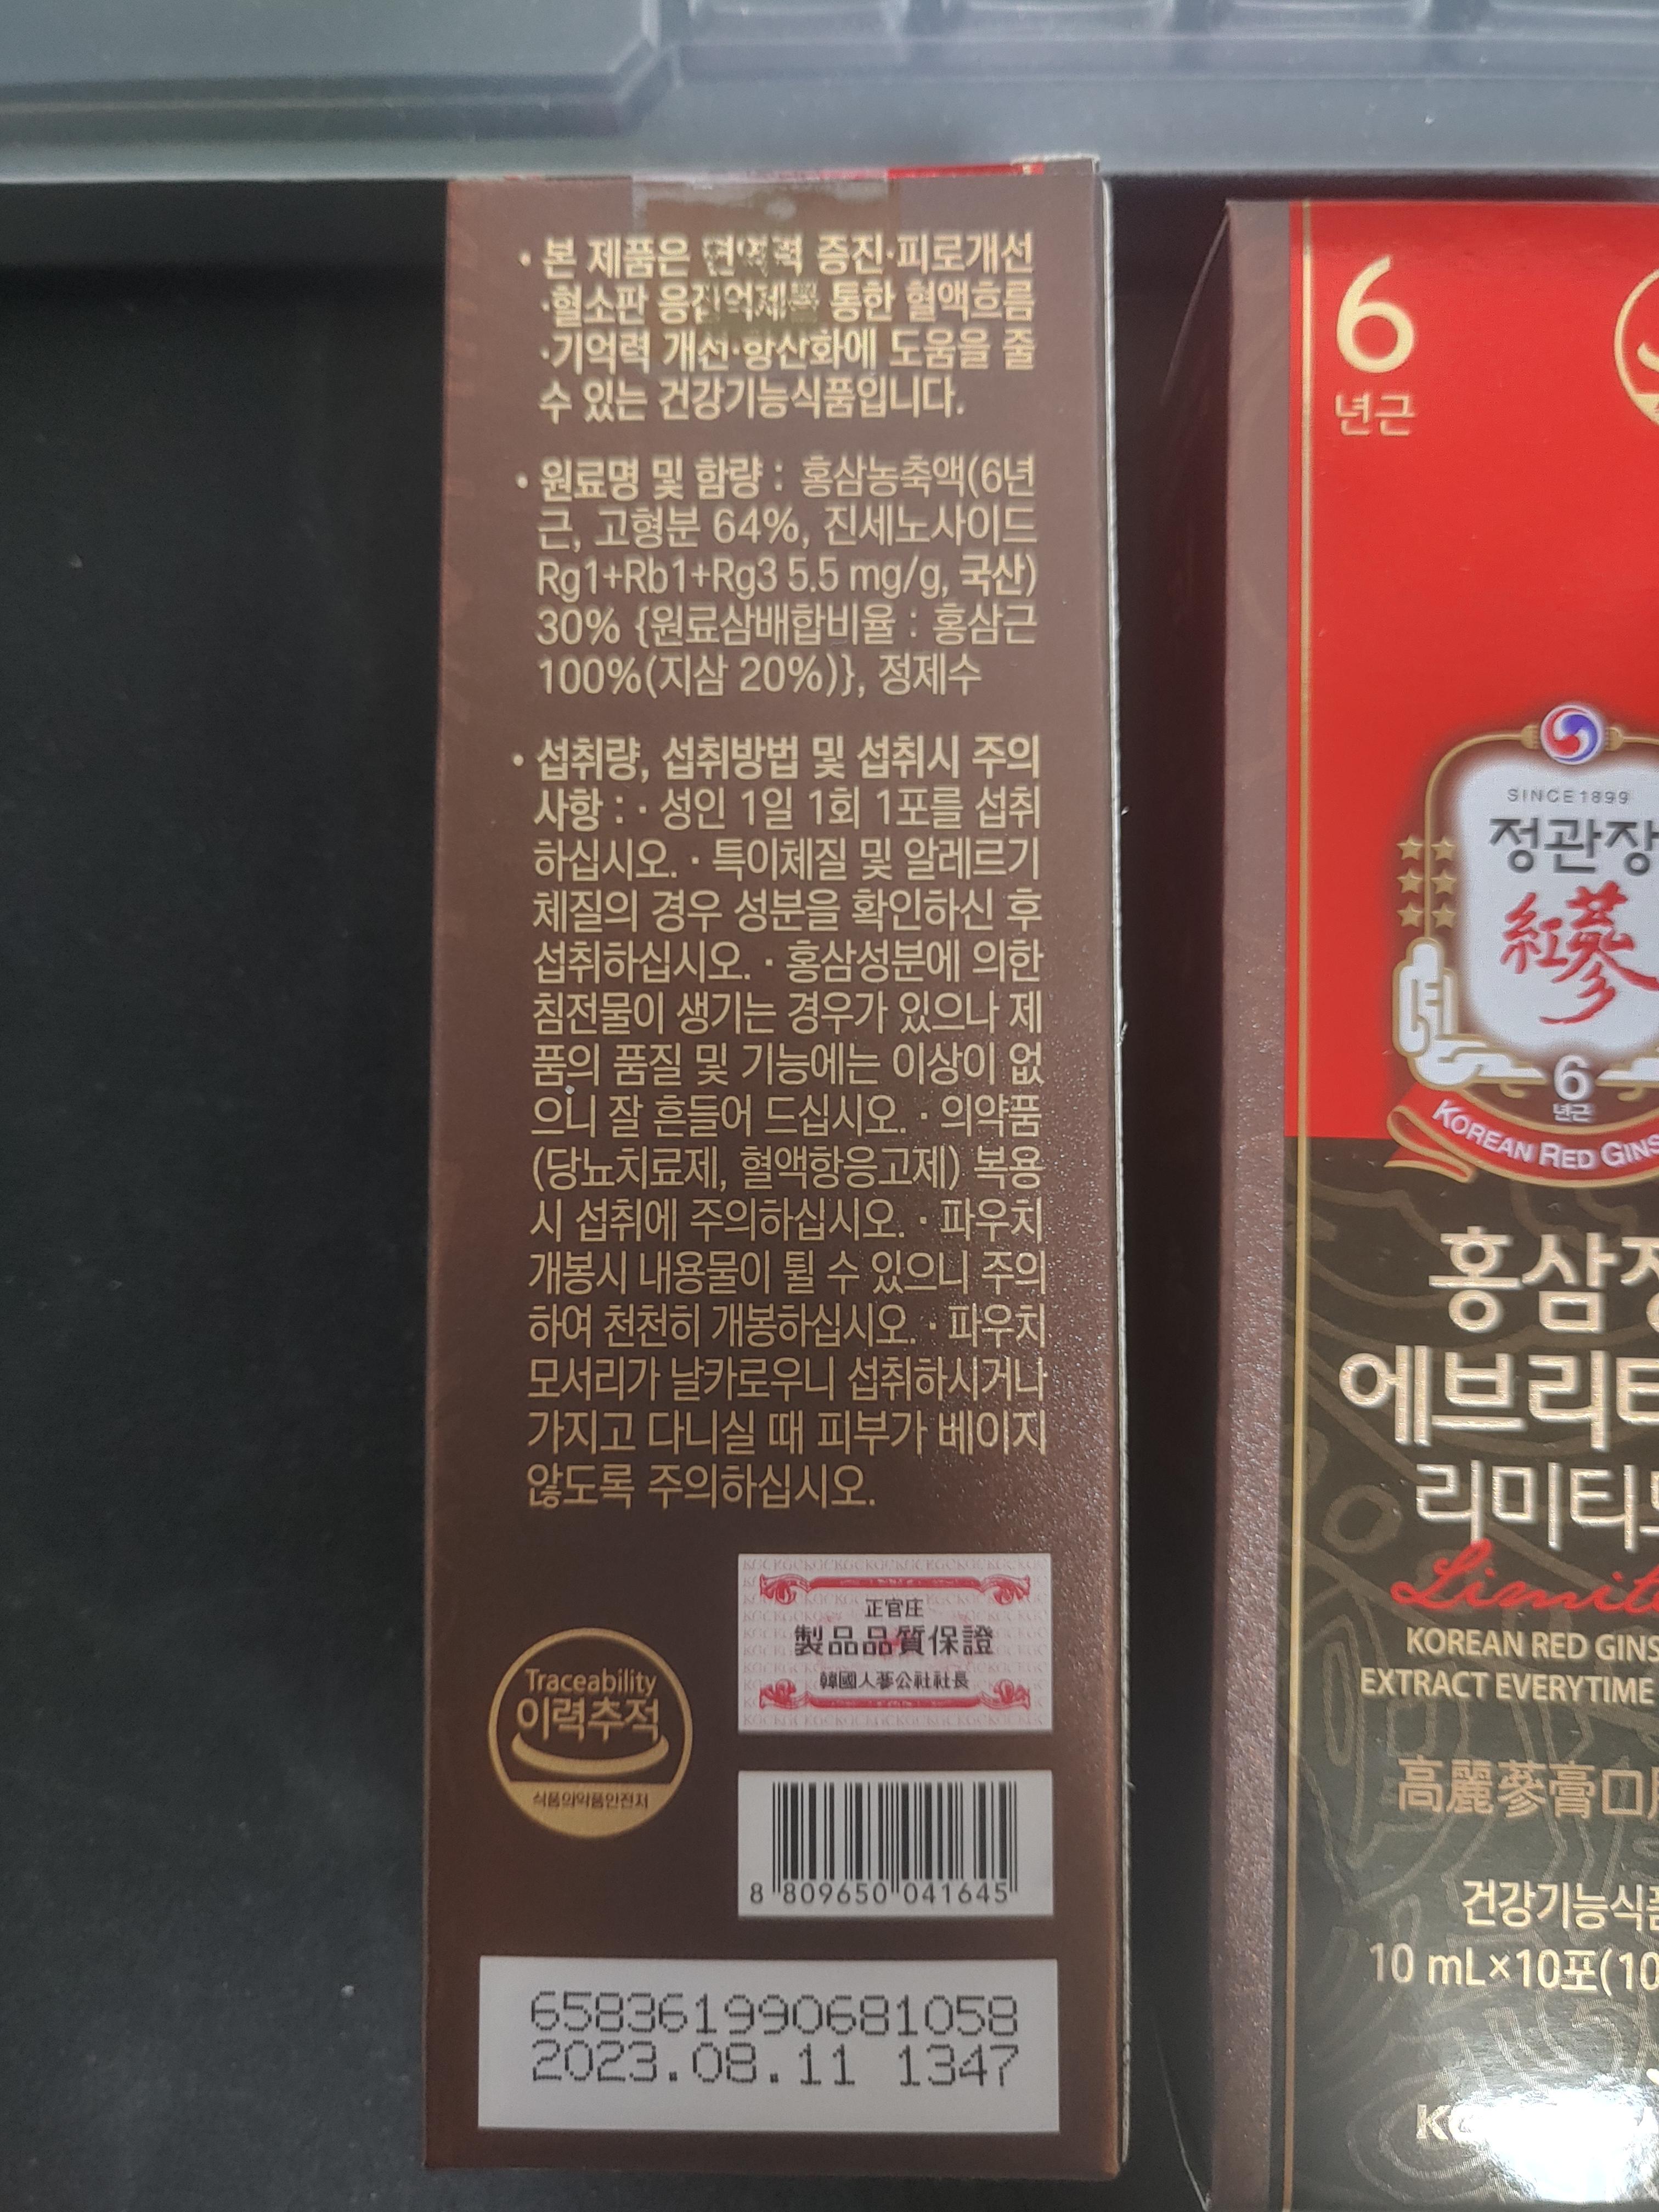 • 본 제품은 면역력 증진·피로개선
·혈소판 응집억제를 통한 혈액흐름
·기억력 개선·항산화에 도움을 줄
수 있는 건강기능식품입니다.
• 원료명 및 함량 : 홍삼농축액(6년
근, 고형분 64%, 진세노사이드
Rg1+Rb1+Rg3 5.5 mg/g, 국산)
30% {원료삼배합비율 : 홍삼근
100%(지삼 20%)}, 정제수
• 섭취량, 섭취방법 및 섭취시 주의
사항 : · 성인 1일 1회 1포를 섭취
하십시오. · 특이체질 및 알레르기
체질의 경우 성분을 확인하신 후
섭취하십시오. · 홍삼성분에 의한
침전물이 생기는 경우가 있으나 제
품의 품질 및 기능에는 이상이 없
으니 잘 흔들어 드십시오. · 의약품
(당뇨치료제, 혈액항응고제) 복용
시 섭취에 주의하십시오. · 파우치
개봉시 내용물이 튈 수 있으니 주의
하여 천천히 개봉하십시오. · 파우치
모서리가 날카로우니 섭취하시거나
가지고 다니실 때 피부가 베이지
않도록 주의하십시오.
Traceability
이력추적
식품의약품안전처
正官庄
製品品質保證
韓國人蔘公社社長
8 809650 041645
658361990681058
2023.08.11 1347
6
년근
SINCE 1899
정관장
紅蔘
6
년근
KOREAN RED GINS
홍삼정
에브리타
리미티드
Limite
KOREAN RED GINS
EXTRACT EVERYTIME
高麗蔘膏口服
건강기능식품
10 mL×10포(10